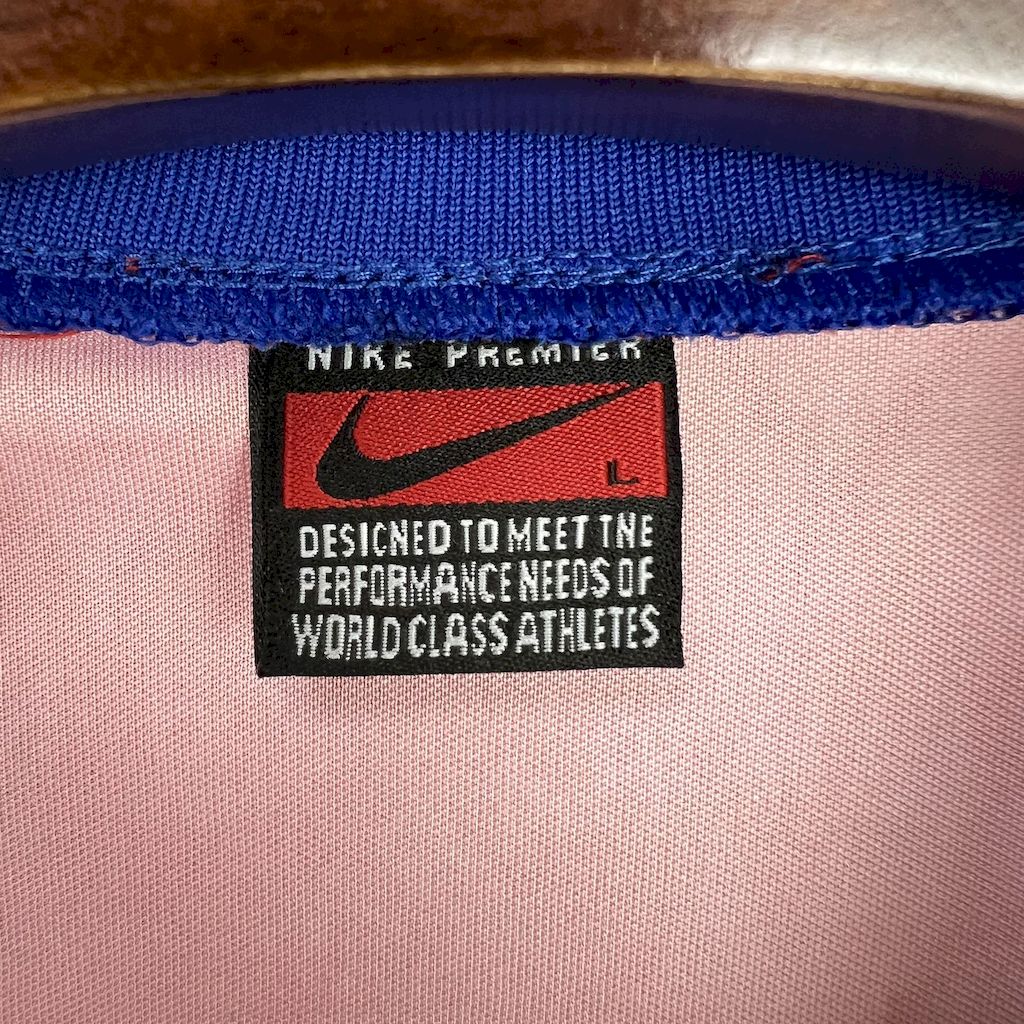 NIKE PREMIER
L
DESIGNED TO MEET THE
PERFORMANCE NEEDS OF
WORLD CLASS ATHLETES